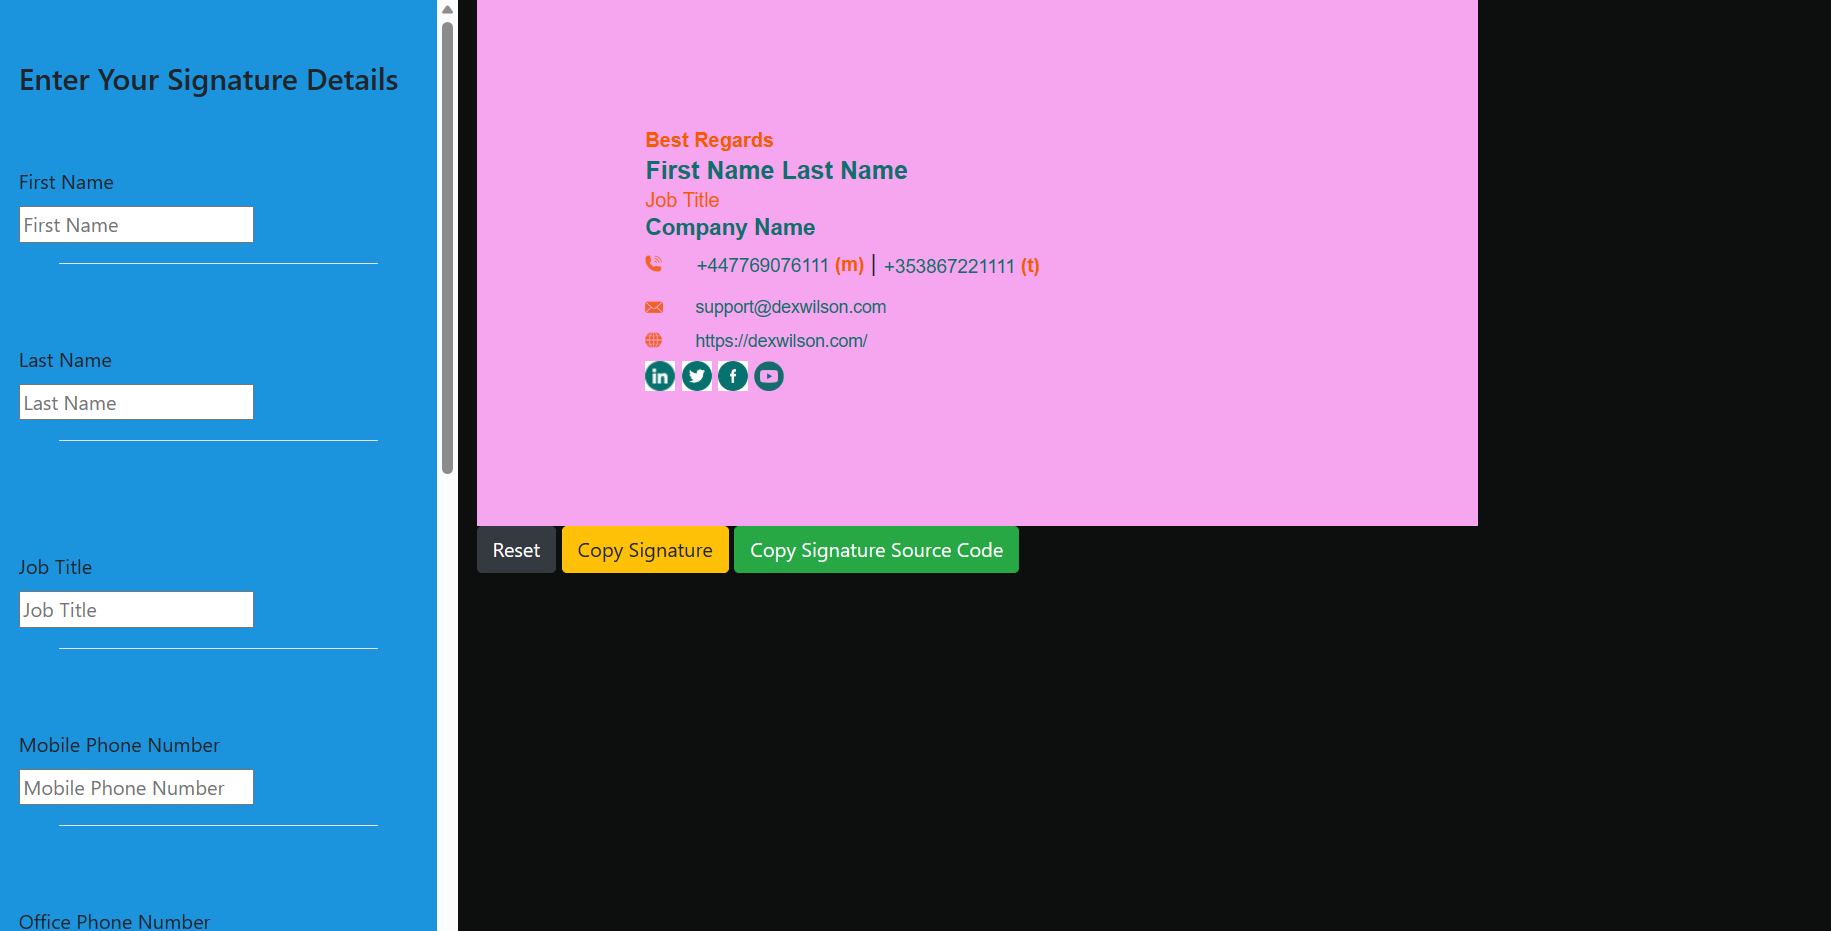 Enter Your Signature Details
First Name
First Name
Last Name
Last Name
Job Title
Job Title
Mobile Phone Number
Mobile Phone Number
Office Phone Number
Best Regards
First Name Last Name
Job Title
Company Name
+447769076111 (m) | +353867221111 (t)
support@dexwilson.com
https://dexwilson.com/
in f
Reset Copy Signature Copy Signature Source Code